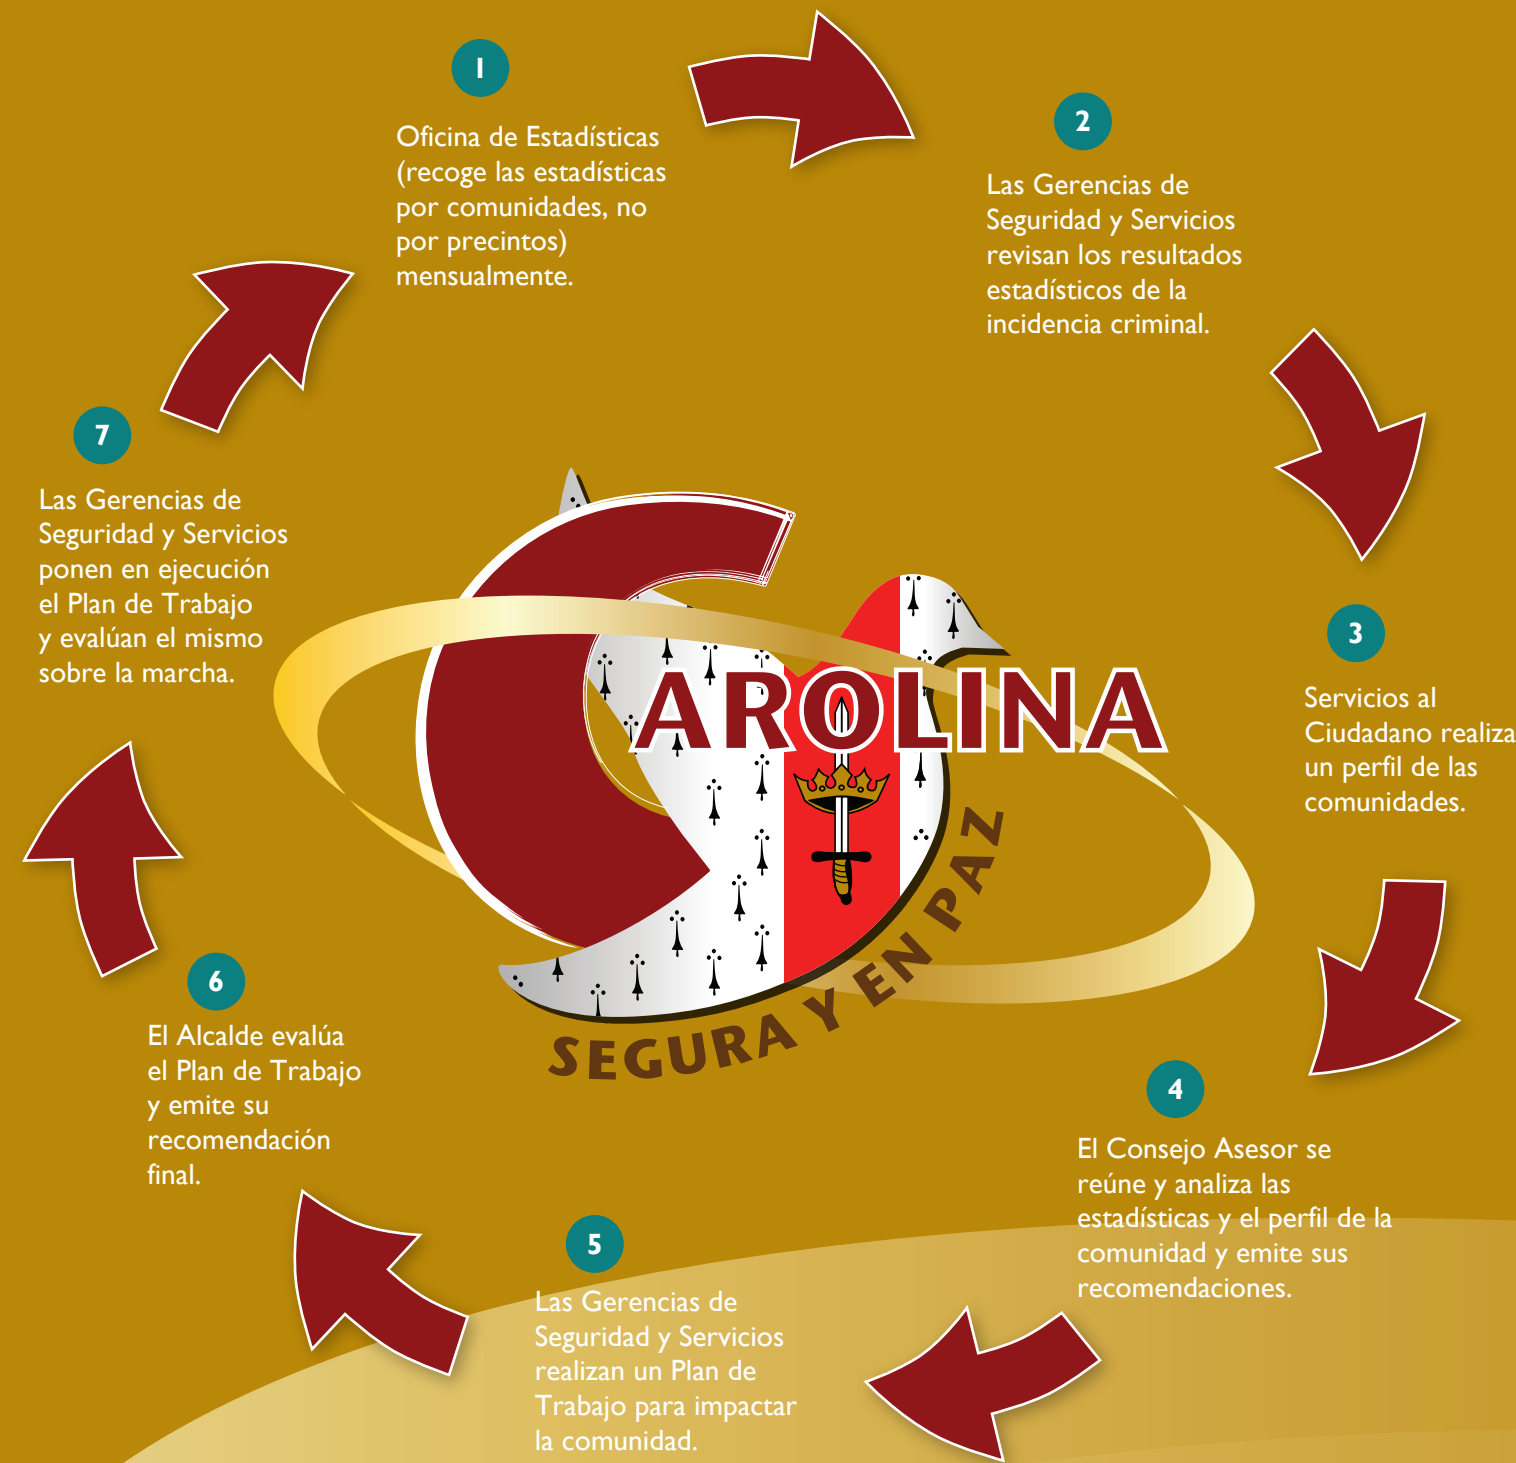 1
Oficina de Estadísticas
(recoge las estadísticas
por comunidades, no
por precintos)
mensualmente.
2
Las Gerencias de
Seguridad y Servicios
revisan los resultados
estadísticos de la
incidencia criminal.
3
Servicios al
Ciudadano realiza
un perfil de las
comunidades.
4
El Consejo Asesor se
reúne y analiza las
estadísticas y el perfil de la
comunidad y emite sus
recomendaciones.
5
Las Gerencias de
Seguridad y Servicios
realizan un Plan de
Trabajo para impactar
la comunidad.
6
El Alcalde evalúa
el Plan de Trabajo
y emite su
recomendación
final.
7
Las Gerencias de
Seguridad y Servicios
ponen en ejecución
el Plan de Trabajo
y evalúan el mismo
sobre la marcha.
CAROLINA
SEGURA Y EN PAZ